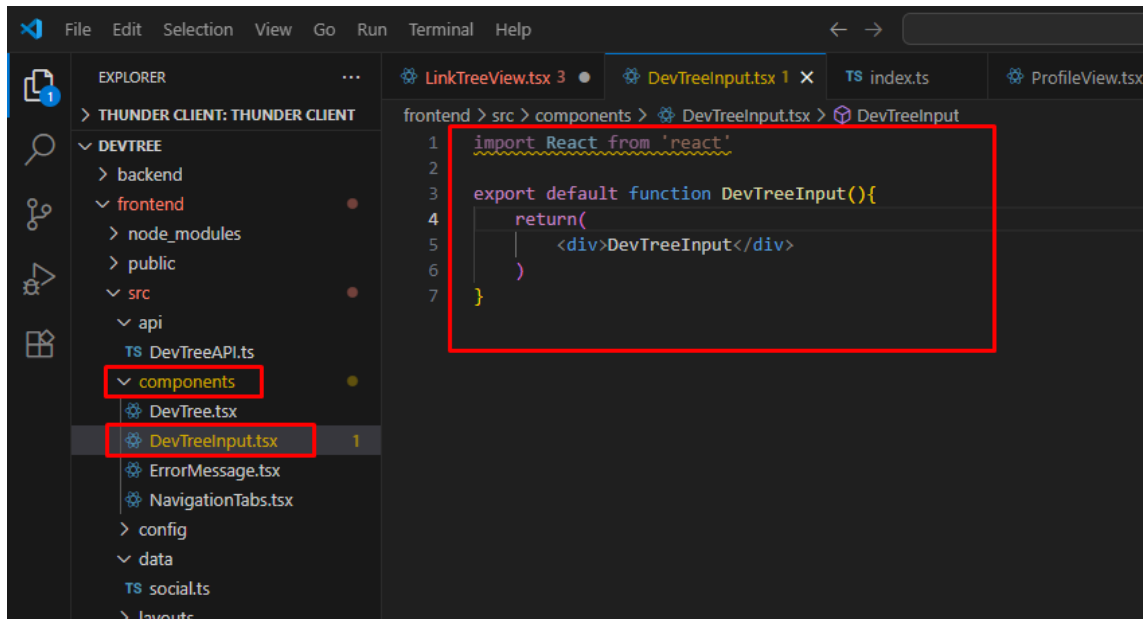 File Edit Selection View Go Run Terminal Help
1
EXPLORER
THUNDER CLIENT: THUNDER CLIENT
DEVTREE
backend
frontend
node_modules
public
src
api
TS DevTreeAPI.ts
components
DevTree.tsx
DevTreeInput.tsx 1
ErrorMessage.tsx
NavigationTabs.tsx
config
data
TS social.ts
layouts
LinkTreeView.tsx 3
DevTreeInput.tsx 1
TS index.ts
ProfileView.tsx
frontend > src > components > DevTreeInput.tsx > DevTreeInput
1 import React from 'react'
2
3 export default function DevTreeInput(){
4 return(
5 <div>DevTreeInput</div>
6 )
7 }